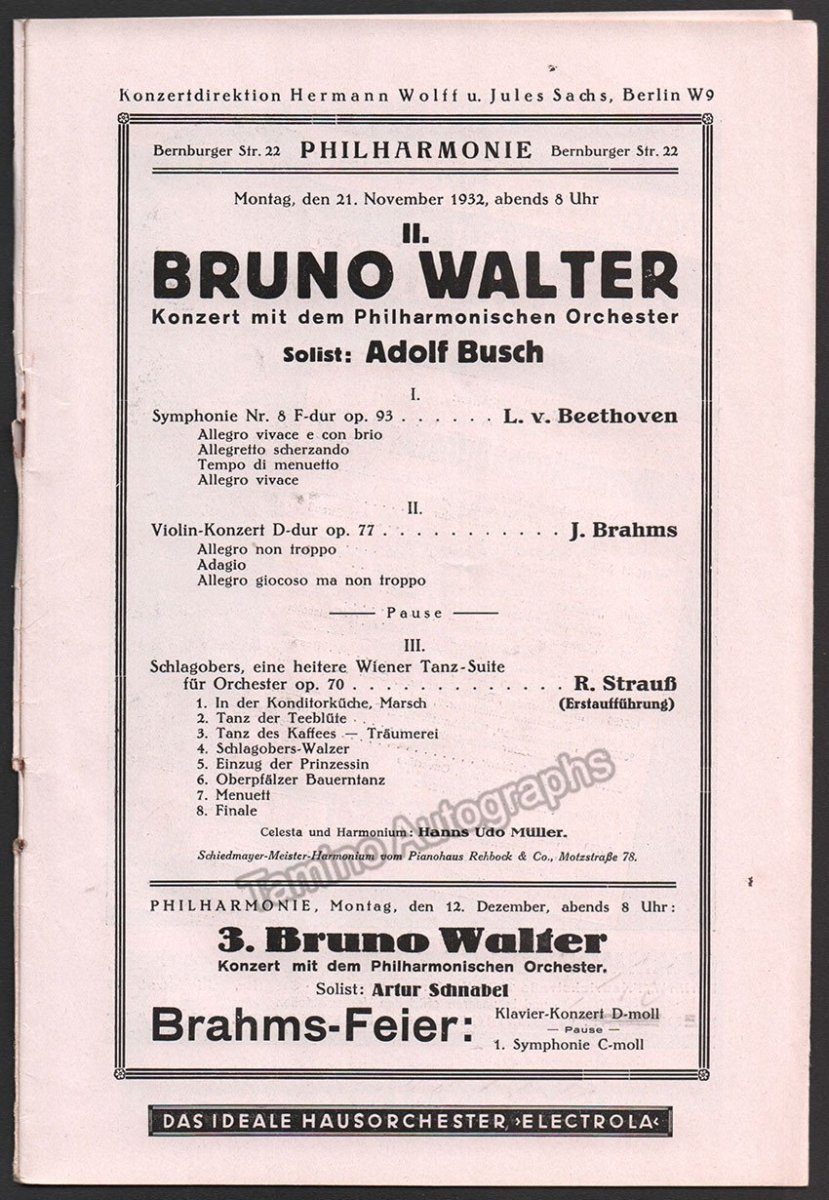 Konzertdirektion Hermann Wolff u. Jules Sachs, Berlin W9
Bernburger Str. 22 PHILHARMONIE Bernburger Str. 22
Montag, den 21. November 1932, abends 8 Uhr
II.
BRUNO WALTER
Konzert mit dem Philharmonischen Orchester
Solist: Adolf Busch
I.
Symphonie Nr. 8 F-dur op. 93 . . . . . . L. v. Beethoven
Allegro vivace e con brio
Allegretto scherzando
Tempo di menuetto
Allegro vivace
II.
Violin-Konzert D-dur op. 77 . . . . . . . . . . . . J. Brahms
Allegro non troppo
Adagio
Allegro giocoso ma non troppo
— Pause —
III.
Schlagobers, eine heitere Wiener Tanz-Suite
für Orchester op. 70 . . . . . . . . . . . . . . R. Strauß
1. In der Konditorküche, Marsch (Erstaufführung)
2. Tanz der Teeblüte
3. Tanz des Kaffees — Träumerei
4. Schlagobers-Walzer
5. Einzug der Prinzessin
6. Oberpfälzer Bauerntanz
7. Menuett
8. Finale
Celesta und Harmonium: Hanns Udo Müller.
Schiedmayer-Meister-Harmonium vom Pianohaus Rehbock & Co., Motzstraße 78.
Tamino Autographs
PHILHARMONIE, Montag, den 12. Dezember, abends 8 Uhr:
3. Bruno Walter
Konzert mit dem Philharmonischen Orchester.
Solist: Artur Schnabel
Brahms-Feier:
Klavier-Konzert D-moll
— Pause —
1. Symphonie C-moll
DAS IDEALE HAUSORCHESTER, ›ELECTROLA‹